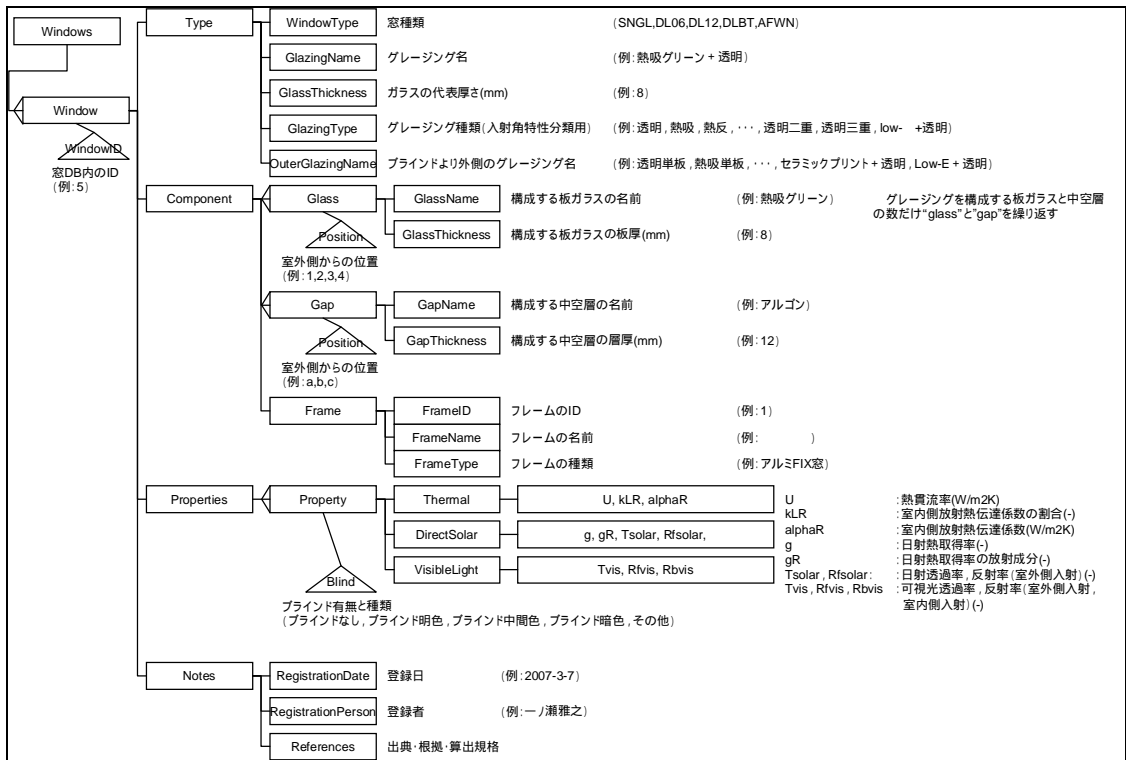 Windows
Window
WindowID
窓DB内のID
(例:5)
Type
WindowType 窓種類 (SNGL,DL06,DL12,DLBT,AFWN)
GlazingName グレージング名 (例:熱吸グリーン+透明)
GlassThickness ガラスの代表厚さ(mm) (例:8)
GlazingType グレージング種類(入射角特性分類用) (例:透明,熱吸,熱反,・・・,透明二重,透明三重,low- +透明)
OuterGlazingName ブラインドより外側のグレージング名 (例:透明単板,熱吸単板,・・・,セラミックプリント+透明,Low-E+透明)
Component
Glass
Position
室外側からの位置
(例:1,2,3,4)
GlassName 構成する板ガラスの名前 (例:熱吸グリーン)
GlassThickness 構成する板ガラスの板厚(mm) (例:8)
グレージングを構成する板ガラスと中空層
の数だけ“glass”と”gap”を繰り返す
Gap
Position
室外側からの位置
(例:a,b,c)
GapName 構成する中空層の名前 (例:アルゴン)
GapThickness 構成する中空層の層厚(mm) (例:12)
Frame
FrameID フレームのID (例:1)
FrameName フレームの名前 (例: )
FrameType フレームの種類 (例:アルミFIX窓)
Properties
Property
Blind
ブラインド有無と種類
(ブラインドなし,ブラインド明色,ブラインド中間色,ブラインド暗色,その他)
Thermal U, kLR, alphaR
DirectSolar g, gR, Tsolar, Rfsolar,
VisibleLight Tvis, Rfvis, Rbvis
U :熱貫流率(W/m2K)
kLR :室内側放射熱伝達係数の割合(-)
alphaR :室内側放射熱伝達係数(W/m2K)
g :日射熱取得率(-)
gR :日射熱取得率の放射成分(-)
Tsolar,Rfsolar: :日射透過率,反射率(室外側入射)(-)
Tvis,Rfvis,Rbvis :可視光透過率,反射率(室外側入射,
室内側入射)(-)
Notes
RegistrationDate 登録日 (例:2007-3-7)
RegistrationPerson 登録者 (例:一ノ瀬雅之)
References 出典・根拠・算出規格